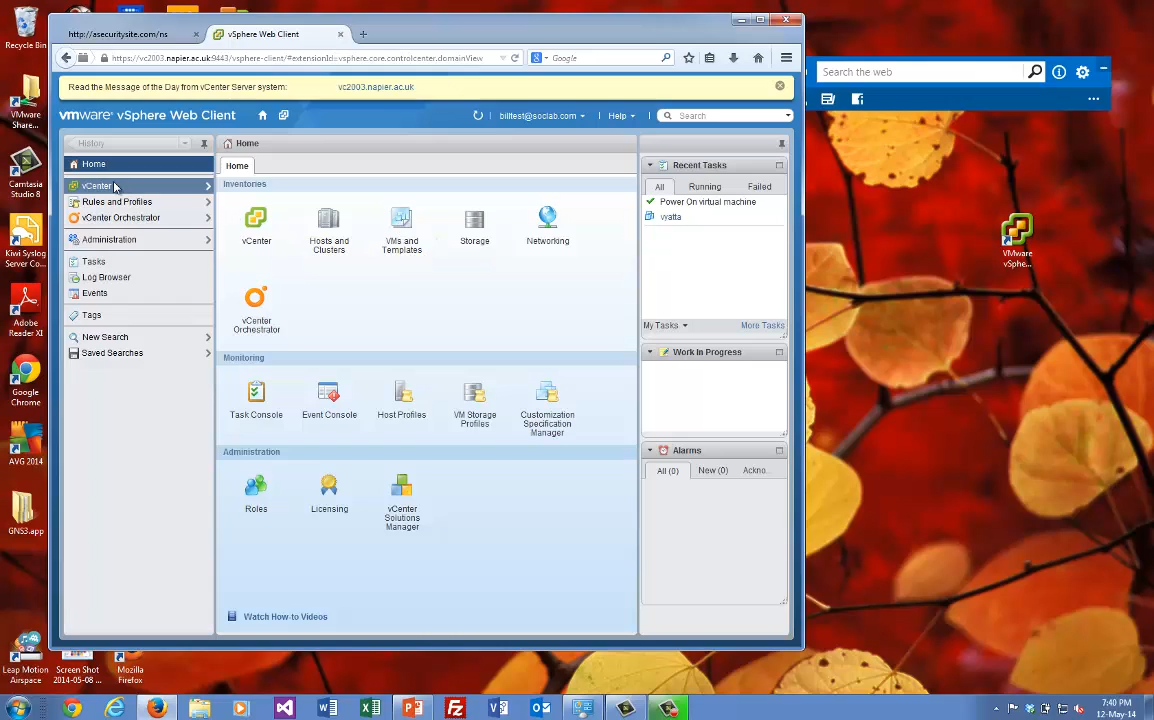 http://asecuritysite.com/ns
vSphere Web Client
https://vc2003.napier.ac.uk:9443/vsphere-client/#extensionId=vsphere.core.controlcenter.domainView
Google
Read the Message of the Day from vCenter Server system:
vc2003.napier.ac.uk
vmware® vSphere Web Client
billtest@soclab.com
Help
Search
History
Home
vCenter
Rules and Profiles
vCenter Orchestrator
Administration
Tasks
Log Browser
Events
Tags
New Search
Saved Searches
Home
Home
Inventories
vCenter
Hosts and Clusters
VMs and Templates
Storage
Networking
vCenter Orchestrator
Monitoring
Task Console
Event Console
Host Profiles
VM Storage Profiles
Customization Specification Manager
Administration
Roles
Licensing
vCenter Solutions Manager
Watch How-to Videos
Recent Tasks
All
Running
Failed
Power On virtual machine
vyatta
My Tasks
More Tasks
Work In Progress
Alarms
All (0)
New (0)
Ackno...
Search the web
Recycle Bin
VMware Share...
Camtasia Studio 8
Kiwi Syslog Server Co...
Adobe Reader XI
Google Chrome
AVG 2014
GNS3.app
Leap Motion Airspace
Screen Shot 2014-05-08 ...
Mozilla Firefox
VMware vSphe...
7:40 PM
12-May-14